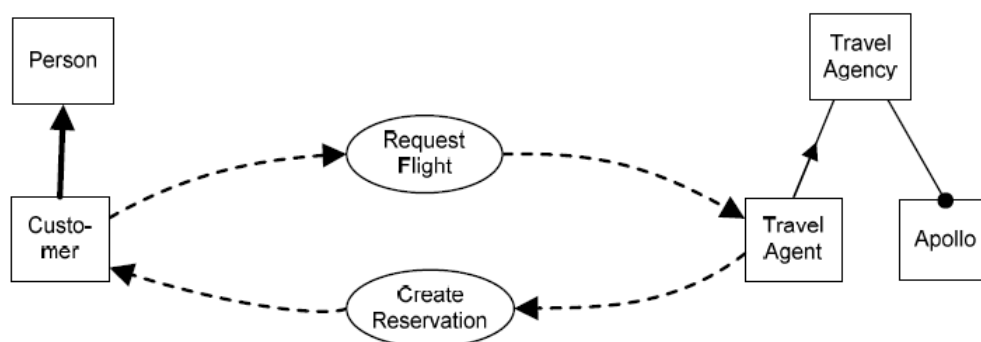 Person
Travel
Agency
Request
Flight
Custo-
mer
Travel
Agent
Apollo
Create
Reservation